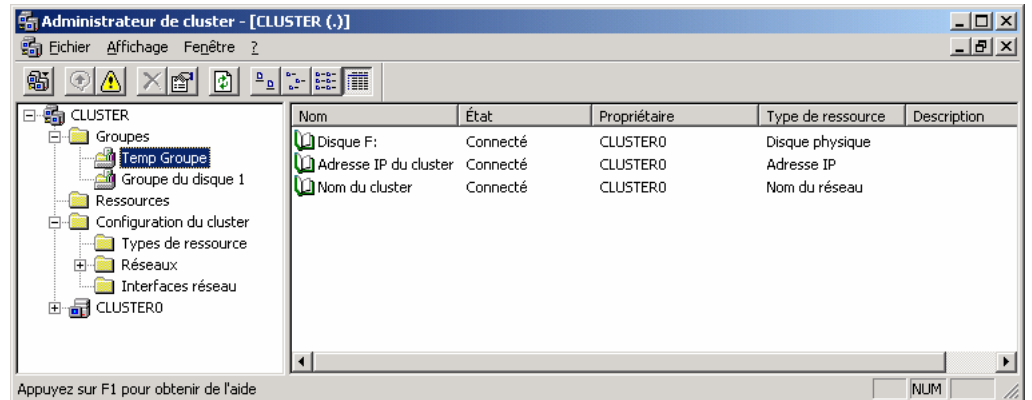 Administrateur de cluster - [CLUSTER (.)]
Fichier Affichage Fenêtre ?
CLUSTER
Groupes
Temp Groupe
Groupe du disque 1
Ressources
Configuration du cluster
Types de ressource
Réseaux
Interfaces réseau
CLUSTER0
Nom État Propriétaire Type de ressource Description
Disque F: Connecté CLUSTER0 Disque physique
Adresse IP du cluster Connecté CLUSTER0 Adresse IP
Nom du cluster Connecté CLUSTER0 Nom du réseau
Appuyez sur F1 pour obtenir de l'aide NUM